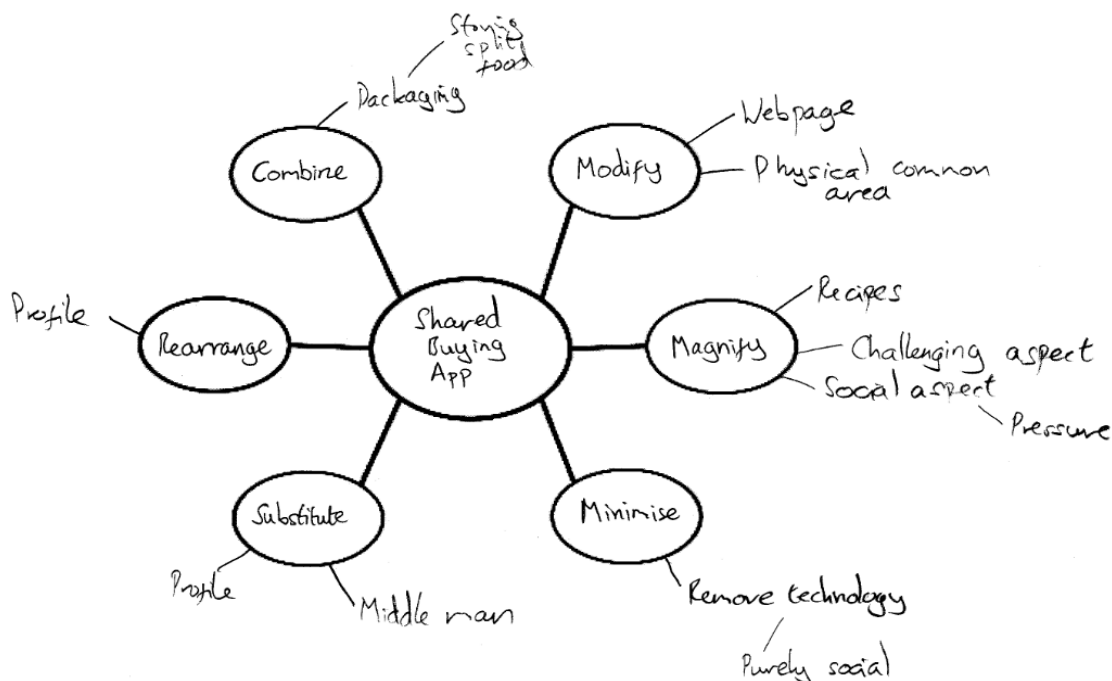 Storing
split
food
Packaging
Combine
Webpage
Modify
Physical common
area
Profile
Rearrange
Shared
Buying
App
Recipes
Magnify
Challenging aspect
Social aspect
Pressure
Substitute
Profile
Middle man
Minimise
Remove technology
Purely social